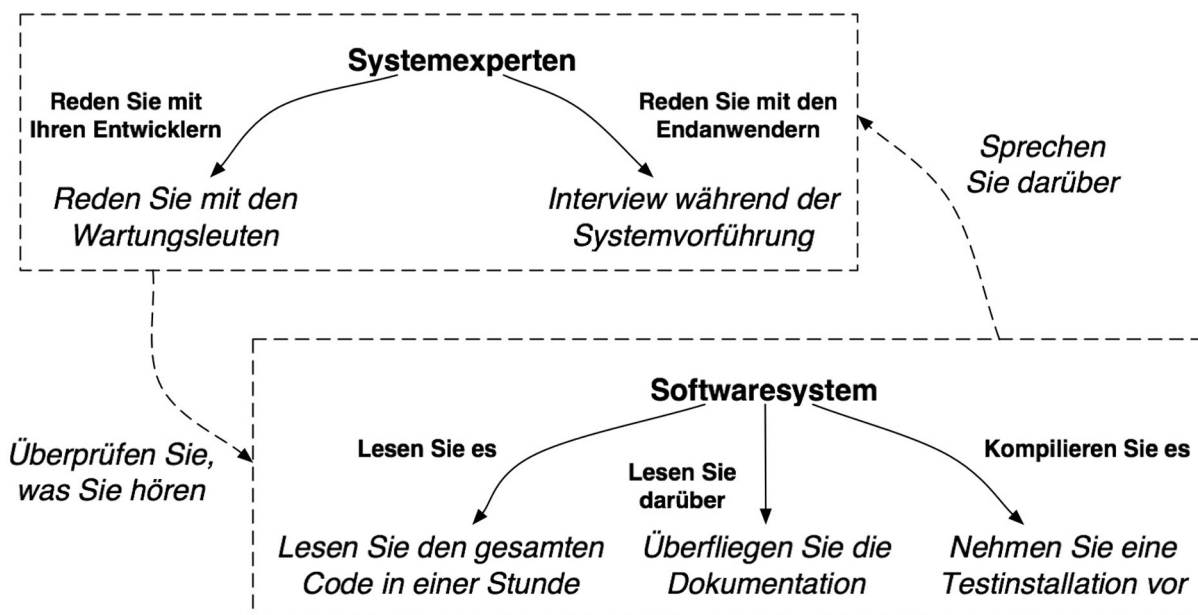 Systemexperten
Reden Sie mit
Ihren Entwicklern
Reden Sie mit den
Endanwendern
Reden Sie mit den
Wartungsleuten
Interview während der
Systemvorführung
Sprechen
Sie darüber
Überprüfen Sie,
was Sie hören
Softwaresystem
Lesen Sie es
Lesen Sie
darüber
Kompilieren Sie es
Lesen Sie den gesamten
Code in einer Stunde
Überfliegen Sie die
Dokumentation
Nehmen Sie eine
Testinstallation vor